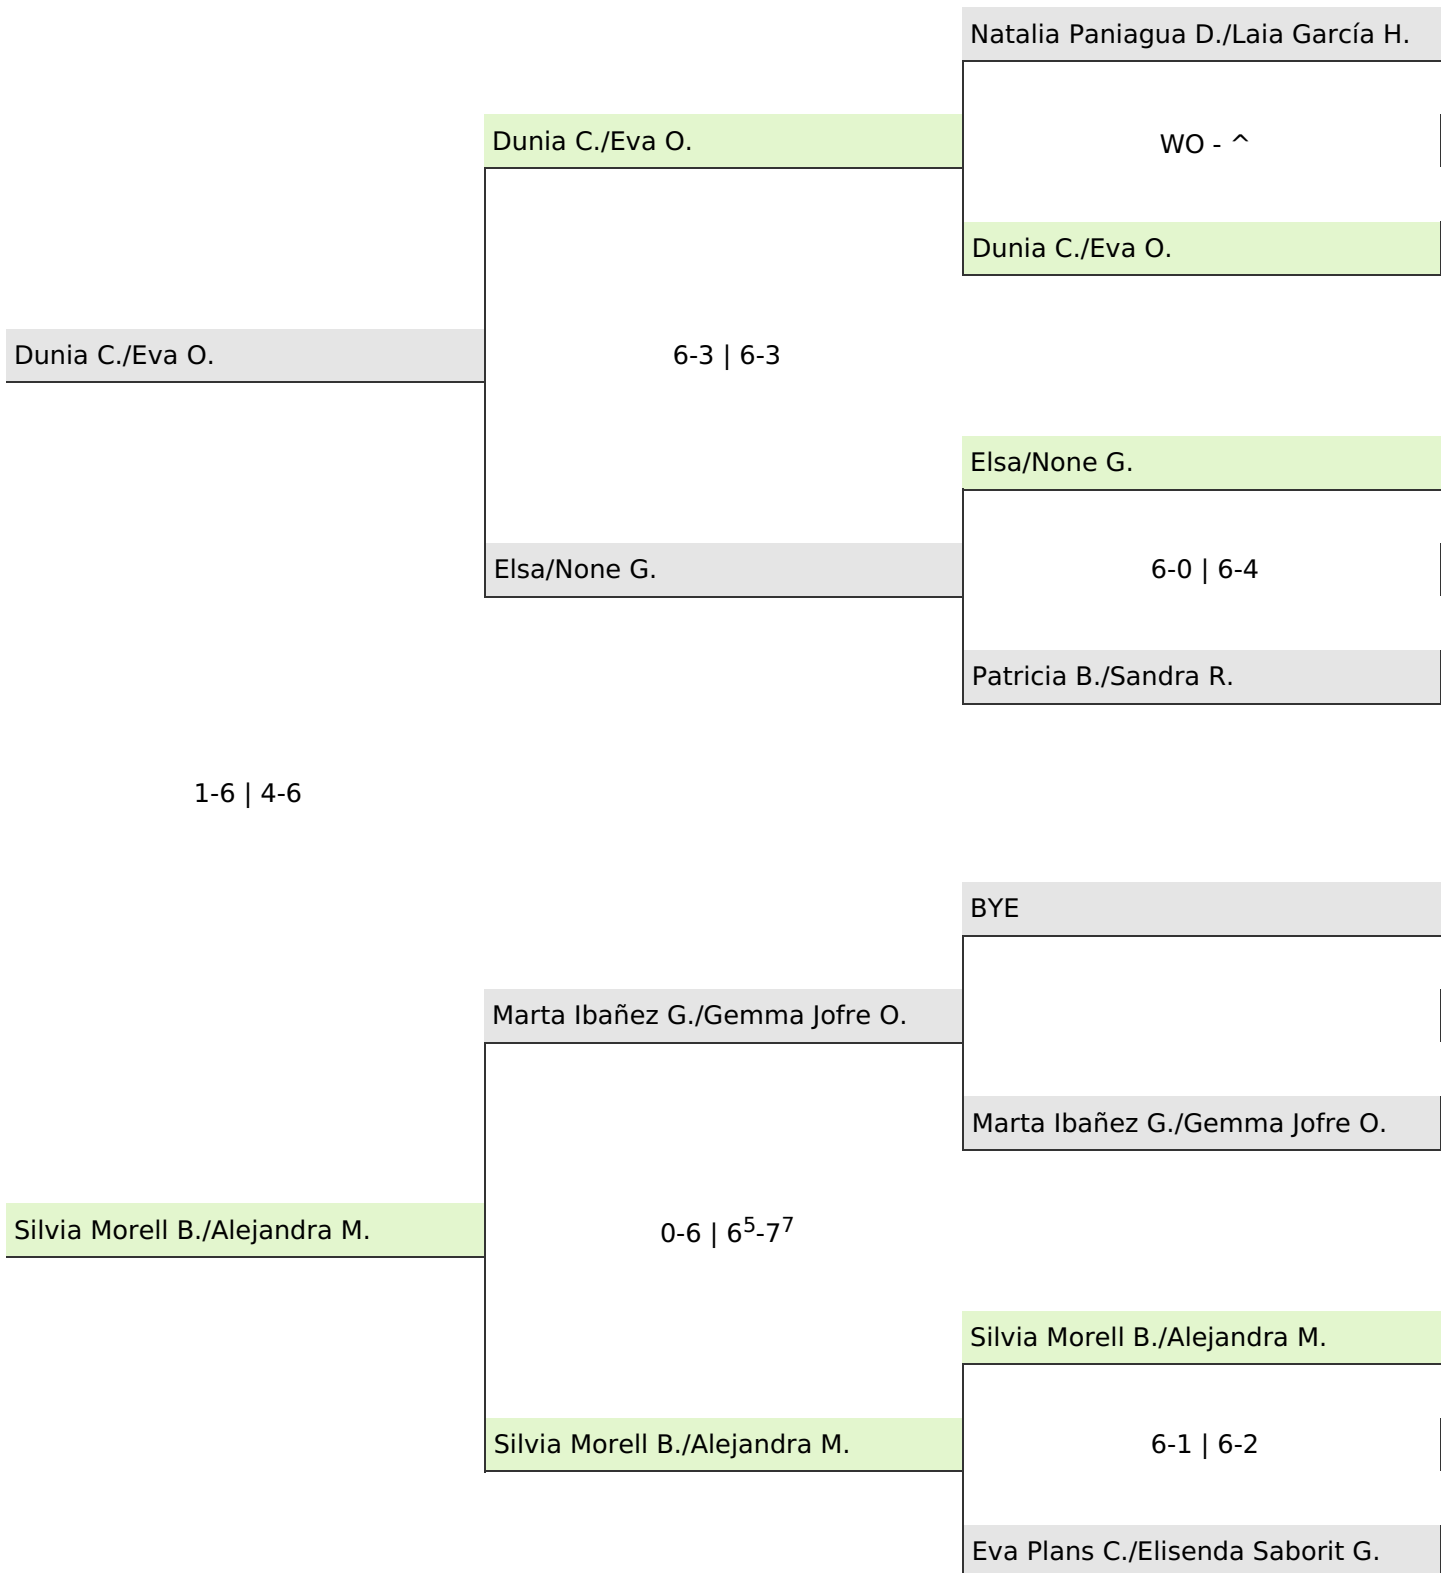 Natalia Paniagua D./Laia García H.
Dunia C./Eva O.
WO - ^
Dunia C./Eva O.
Dunia C./Eva O.
6-3 | 6-3
Elsa/None G.
Elsa/None G.
6-0 | 6-4
Patricia B./Sandra R.
1-6 | 4-6
BYE
Marta Ibañez G./Gemma Jofre O.
Marta Ibañez G./Gemma Jofre O.
Silvia Morell B./Alejandra M.
0-6 | 6⁵-7⁷
Silvia Morell B./Alejandra M.
Silvia Morell B./Alejandra M.
6-1 | 6-2
Eva Plans C./Elisenda Saborit G.